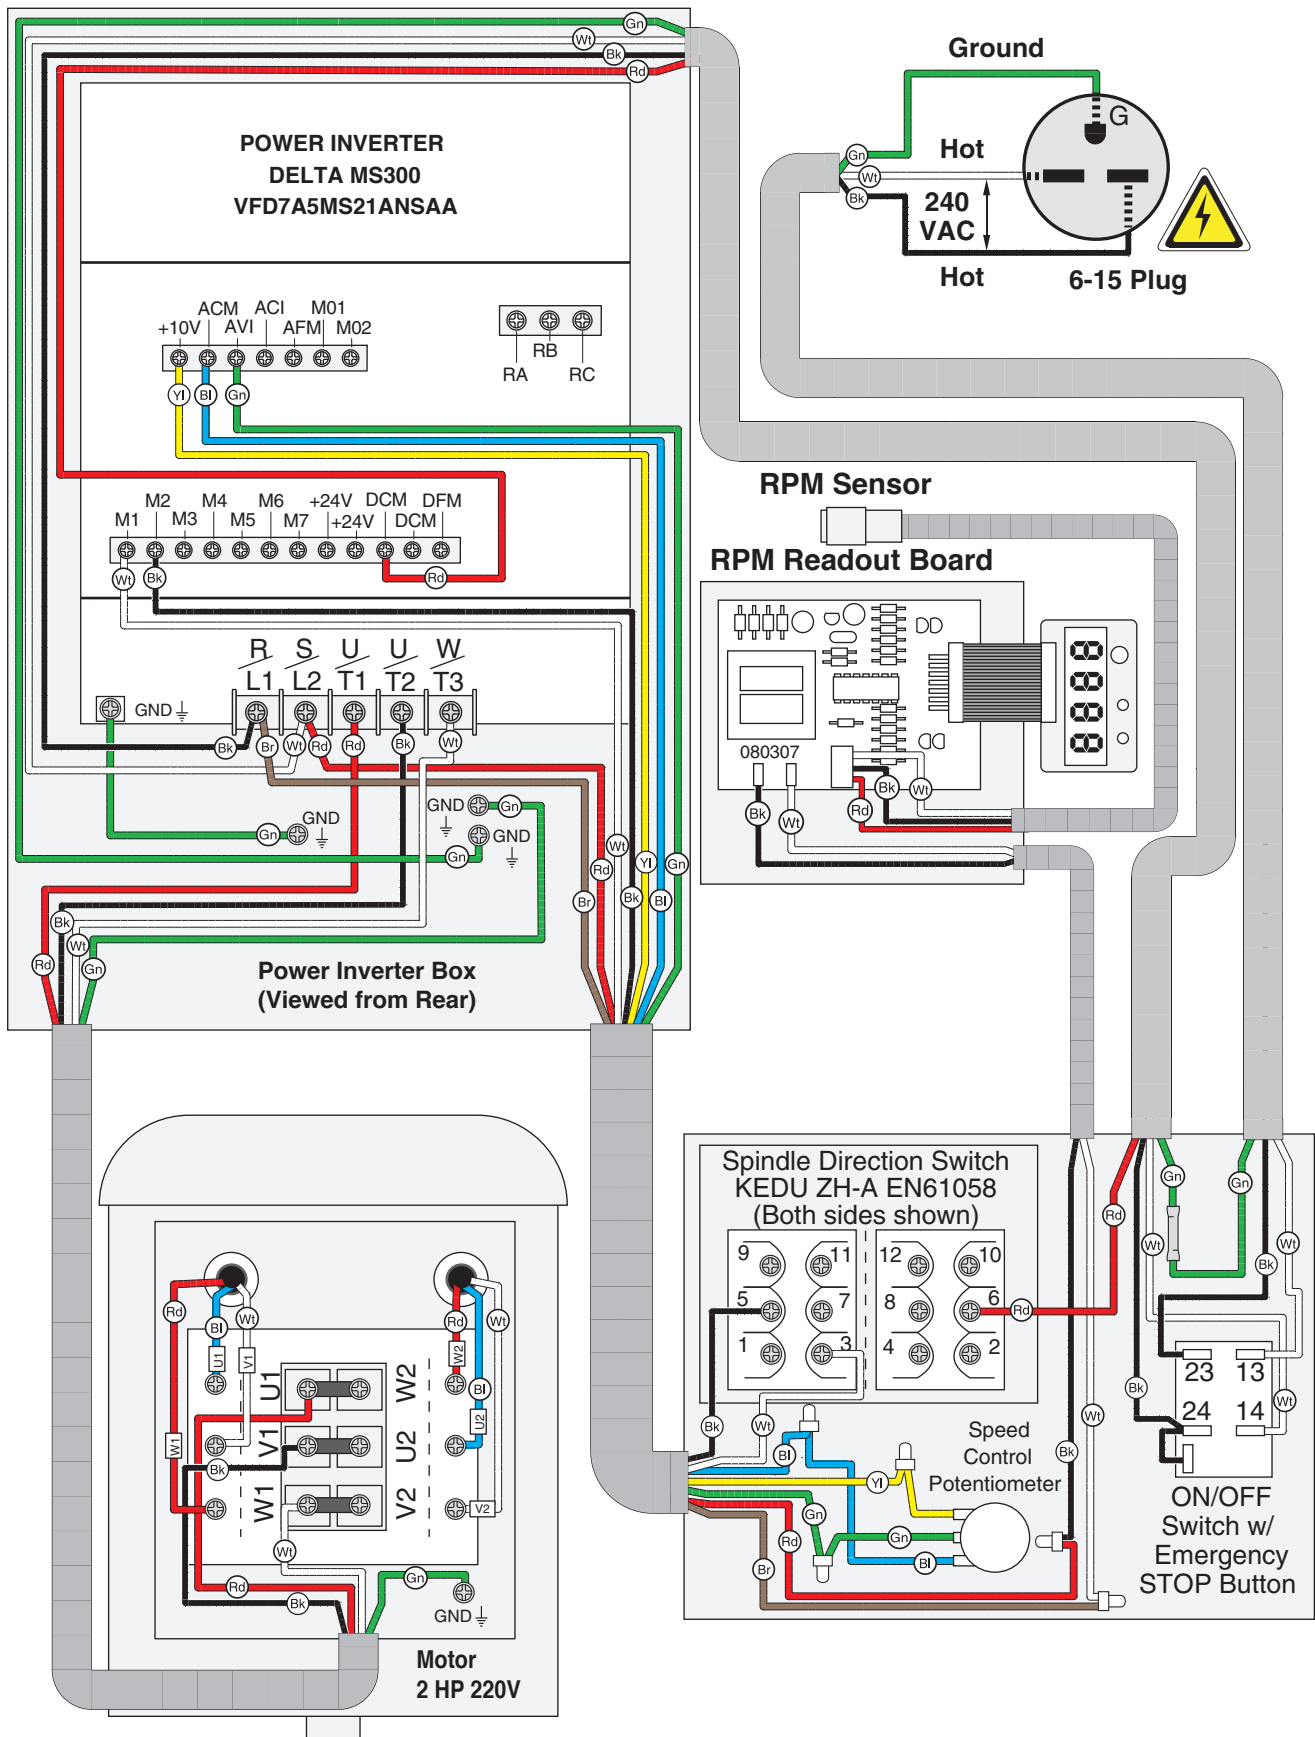 Gn
Wt
Bk
Rd
POWER INVERTER
DELTA MS300
VFD7A5MS21ANSAA
Ground
G
Gn
Hot
Wt
Bk
240
VAC
Hot
6-15 Plug
ACM ACI M01
+10V AVI AFM M02
RA RB RC
Yl Bl Gn
RPM Sensor
RPM Readout Board
M2 M4 M6 +24V DCM DFM
M1 M3 M5 M7 +24V DCM
Wt Bk Rd
R S U U W
L1 L2 T1 T2 T3
GND
Bk Br Wt Rd Rd Bk Wt
GND
Gn
GND
Gn
GND
Gn
080307
Bk Wt Rd Bk Wt
Rd Wt Yl Gn
Br Bk Bl
Bk
Wt
Rd Gn
Power Inverter Box
(Viewed from Rear)
Spindle Direction Switch
KEDU ZH-A EN61058
(Both sides shown)
9 11 12 10
5 7 8 6
1 3 4 2
Rd
Rd
Gn Gn
Wt Bk Wt
23 13
24 14
Bk Wt
ON/OFF
Switch w/
Emergency
STOP Button
Bk Wt
Bl
Yl
Gn
Rd
Br
Gn
Bl
Bk
Wt
Speed
Control
Potentiometer
Rd Bl Wt
Rd Wt
Bl
U1 V1 W1
W2 U2 V2
U1 W2
V1 U2
W1 V2
Bk
Wt
Rd
Bk
Gn
GND
Motor
2 HP 220V